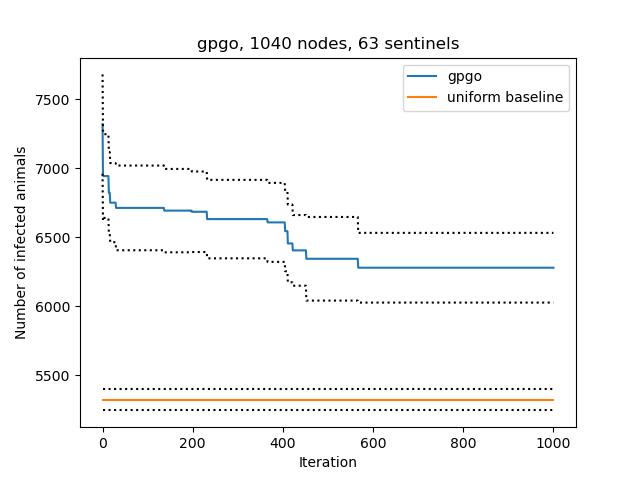 gpgo, 1040 nodes, 63 sentinels
gpgo
uniform baseline
Number of infected animals
7500
7000
6500
6000
5500
0 200 400 600 800 1000
Iteration